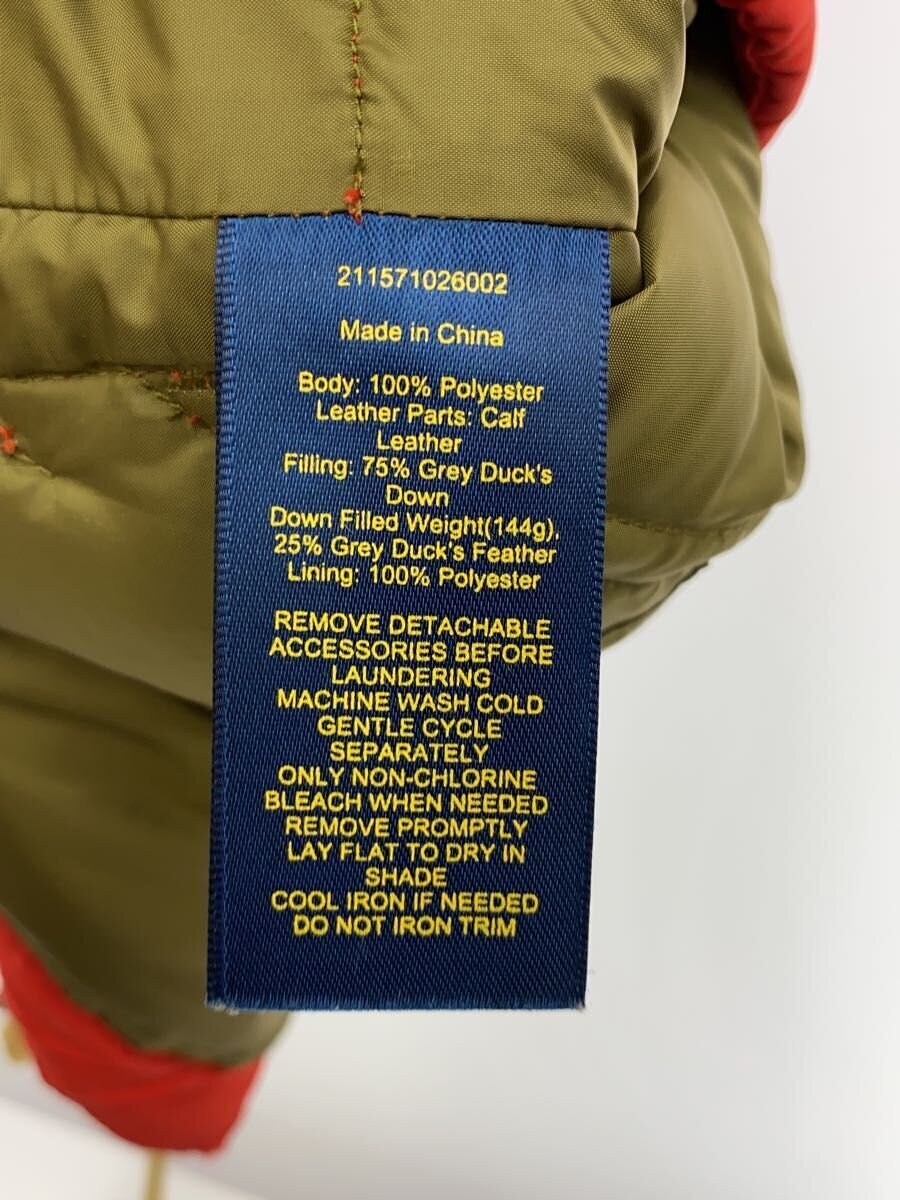 211571026002
Made in China
Body: 100% Polyester
Leather Parts: Calf
Leather
Filling: 75% Grey Duck's
Down
Down Filled Weight(144g),
25% Grey Duck's Feather
Lining: 100% Polyester
REMOVE DETACHABLE
ACCESSORIES BEFORE
LAUNDERING
MACHINE WASH COLD
GENTLE CYCLE
SEPARATELY
ONLY NON-CHLORINE
BLEACH WHEN NEEDED
REMOVE PROMPTLY
LAY FLAT TO DRY IN
SHADE
COOL IRON IF NEEDED
DO NOT IRON TRIM